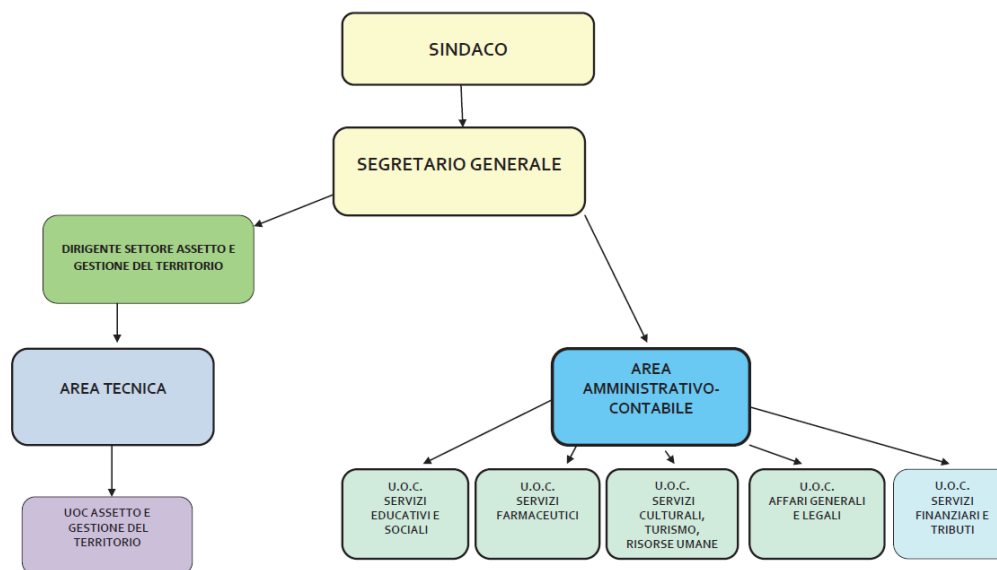 SINDACO
SEGRETARIO GENERALE
DIRIGENTE SETTORE ASSETTO E
GESTIONE DEL TERRITORIO
AREA TECNICA
AREA
AMMINISTRATIVO-
CONTABILE
UOC ASSETTO E
GESTIONE DEL
TERRITORIO
U.O.C.
SERVIZI
EDUCATIVI E
SOCIALI
U.O.C.
SERVIZI
FARMACEUTICI
U.O.C.
SERVIZI
CULTURALI,
TURISMO,
RISORSE UMANE
U.O.C.
AFFARI GENERALI
E LEGALI
U.O.C.
SERVIZI
FINANZIARI E
TRIBUTI